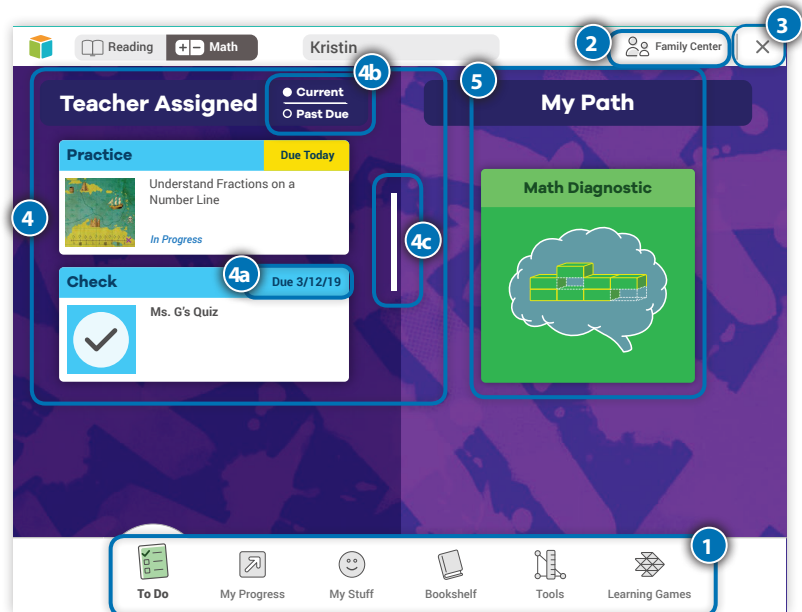 3
Reading
Math
Kristin
2
Family Center
4b
5
Teacher Assigned
Current
Past Due
My Path
Practice
Due Today
Understand Fractions on a
Number Line
In Progress
4
4c
Math Diagnostic
4a
Check
Due 3/12/19
Ms. G's Quiz
1
To Do
My Progress
My Stuff
Bookshelf
Tools
Learning Games